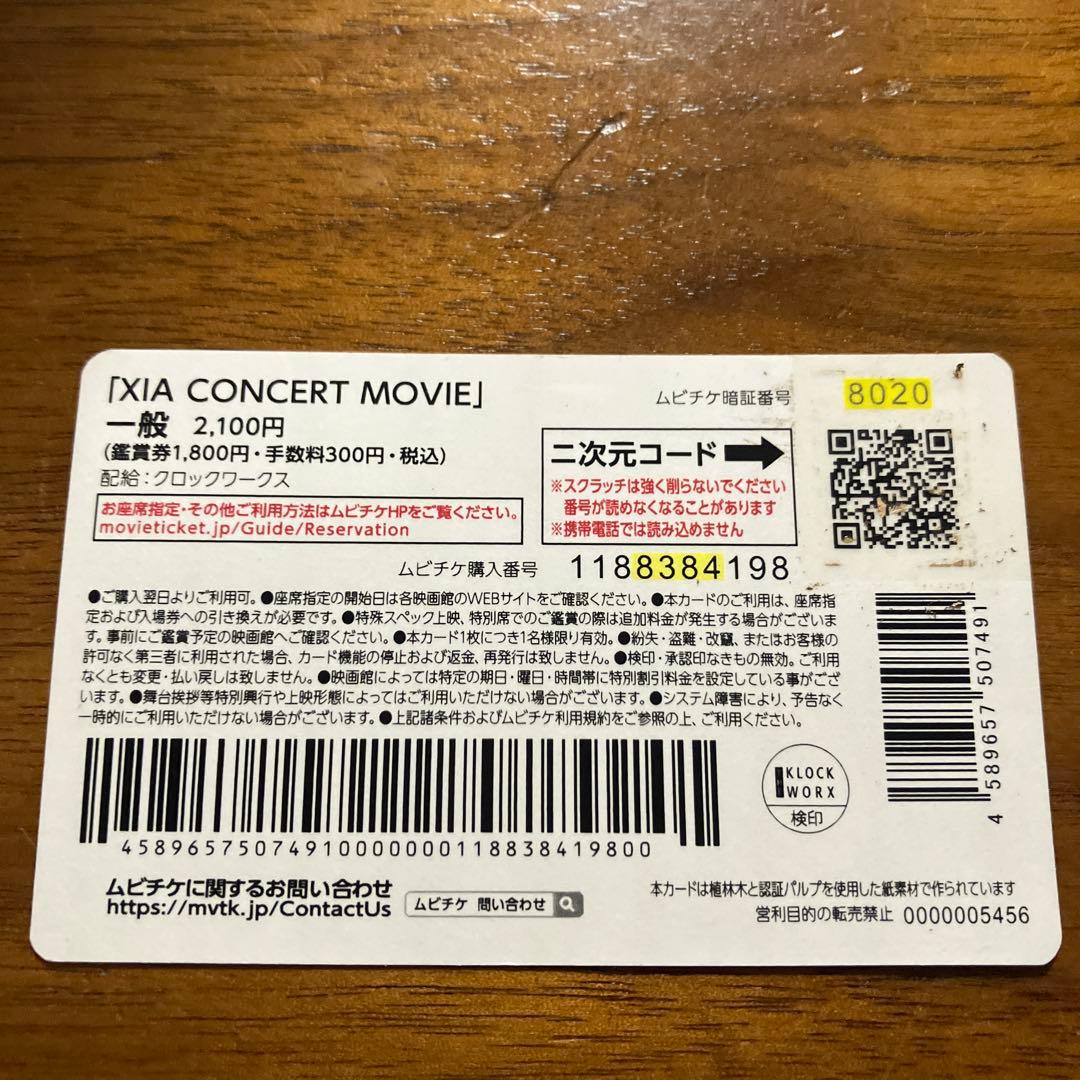 「XIA CONCERT MOVIE」
一般 2,100円
(鑑賞券1,800円・手数料300円・税込)
配給:クロックワークス
お座席指定・その他ご利用方法はムビチケHPをご覧ください。
movieticket.jp/Guide/Reservation
ムビチケ暗証番号 8020
二次元コード
※スクラッチは強く削らないでください
番号が読めなくなることがあります
※携帯電話では読み込めません
ムビチケ購入番号 1188384198
●ご購入翌日よりご利用可。●座席指定の開始日は各映画館のWEBサイトをご確認ください。●本カードのご利用は、座席指
定および入場券への引き換えが必要です。●特殊スペック上映、特別席でのご鑑賞の際は追加料金が発生する場合がございま
す。事前にご鑑賞予定の映画館へご確認ください。●本カード1枚につき1名様限り有効。●紛失・盗難・改竄、またはお客様の
許可なく第三者に利用された場合、カード機能の停止および返金、再発行は致しません。●検印・承認印なきもの無効。ご利用
なくとも変更・払い戻しは致しません。●映画館によっては特定の期日・曜日・時間帯に特別割引料金を設定している事がござ
います。●舞台挨拶等特別興行や上映形態によってはご利用いただけない場合がございます。●システム障害により、予告なく
一時的にご利用いただけない場合がございます。●上記諸条件およびムビチケ利用規約をご参照の上、ご利用ください。
4 589657 507491
45896575074910000000118838419800
KLOCK
WORX
検印
ムビチケに関するお問い合わせ
https://mvtk.jp/ContactUs
ムビチケ 問い合わせ
本カードは植林木と認証パルプを使用した紙素材で作られています
営利目的の転売禁止 0000005456